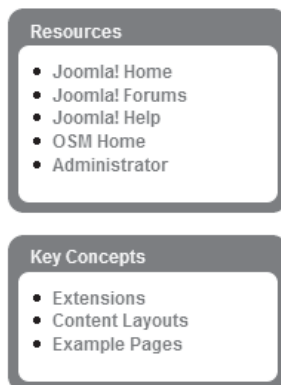 Resources
Joomla! Home
Joomla! Forums
Joomla! Help
OSM Home
Administrator
Key Concepts
Extensions
Content Layouts
Example Pages